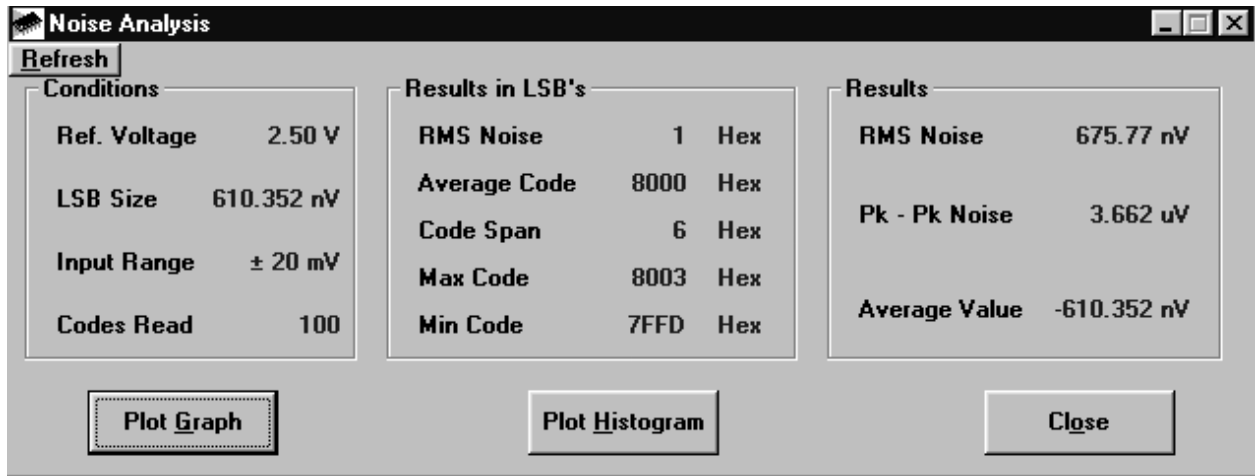 Noise Analysis
Refresh
Conditions
Ref. Voltage 2.50 V
LSB Size 610.352 nV
Input Range ± 20 mV
Codes Read 100
Results in LSB's
RMS Noise 1 Hex
Average Code 8000 Hex
Code Span 6 Hex
Max Code 8003 Hex
Min Code 7FFD Hex
Results
RMS Noise 675.77 nV
Pk - Pk Noise 3.662 uV
Average Value -610.352 nV
Plot Graph
Plot Histogram
Close